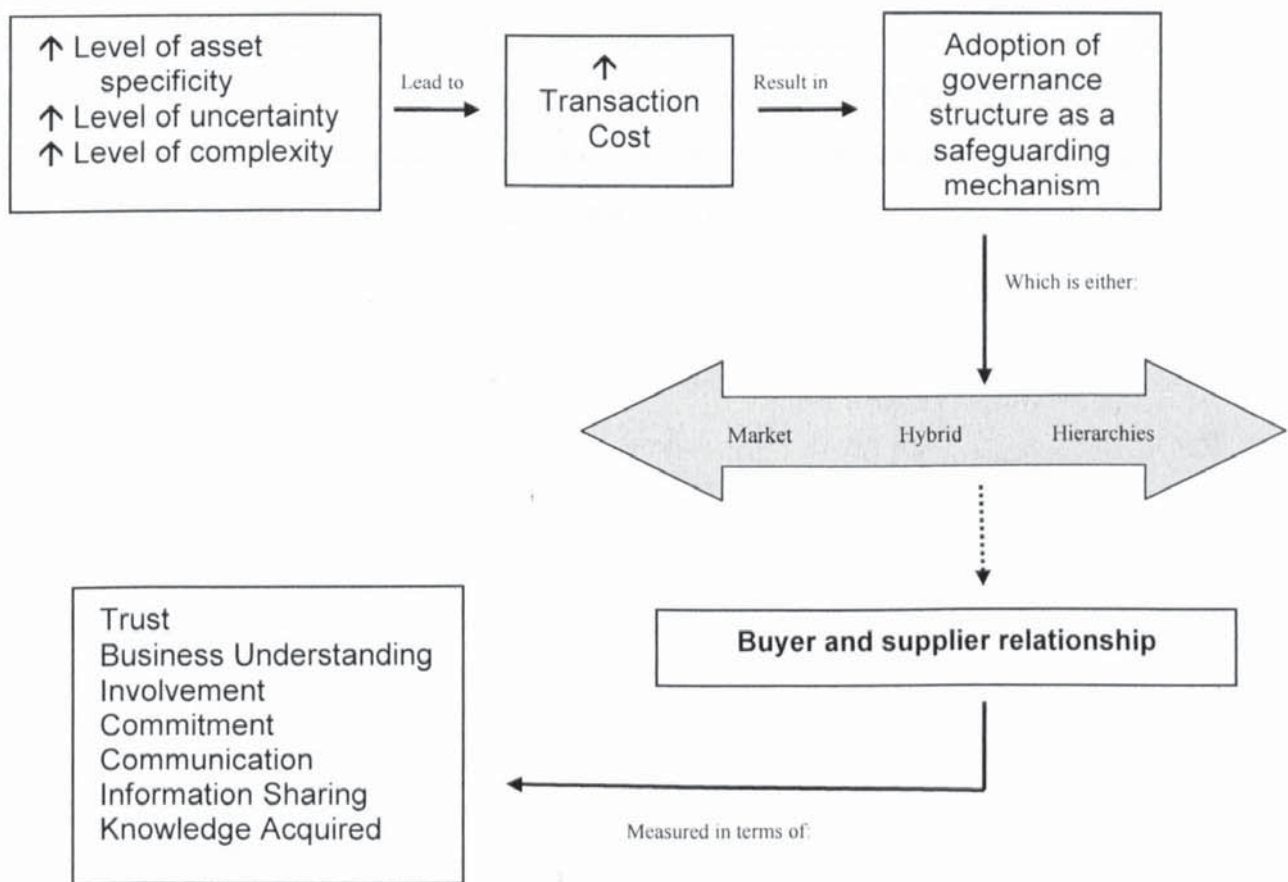 ↑ Level of asset
specificity
↑ Level of uncertainty
↑ Level of complexity
Lead to
↑
Transaction
Cost
Result in
Adoption of
governance
structure as a
safeguarding
mechanism
Which is either:
Market Hybrid Hierarchies
Buyer and supplier relationship
Trust
Business Understanding
Involvement
Commitment
Communication
Information Sharing
Knowledge Acquired
Measured in terms of: